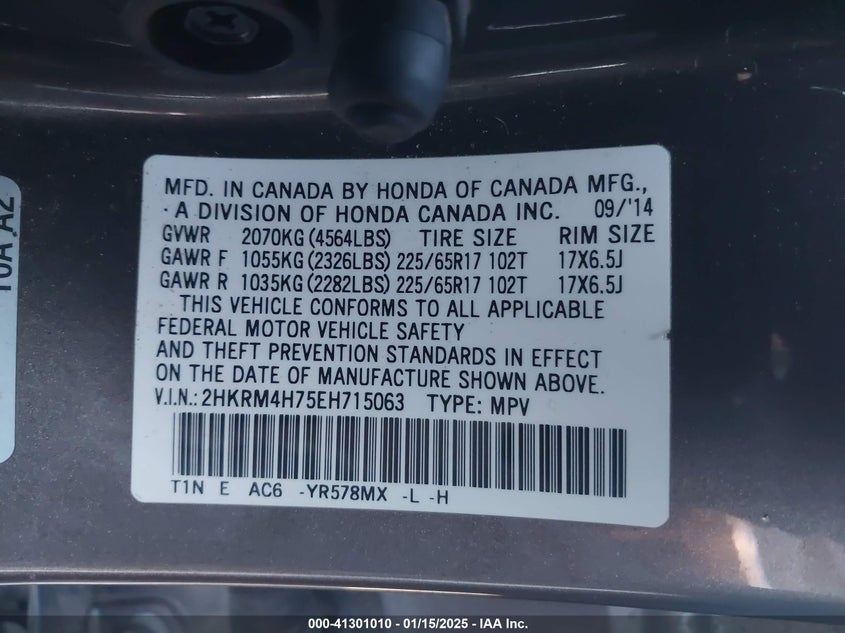 MFD. IN CANADA BY HONDA OF CANADA MFG.,
A DIVISION OF HONDA CANADA INC. 09/'14
GVWR 2070KG (4564LBS) TIRE SIZE RIM SIZE
GAWR F 1055KG (2326LBS) 225/65R17 102T 17X6.5J
GAWR R 1035KG (2282LBS) 225/65R17 102T 17X6.5J
THIS VEHICLE CONFORMS TO ALL APPLICABLE
FEDERAL MOTOR VEHICLE SAFETY
AND THEFT PREVENTION STANDARDS IN EFFECT
ON THE DATE OF MANUFACTURE SHOWN ABOVE.
V.I.N.: 2HKRM4H75EH715063 TYPE: MPV
T1N E AC6 -YR578MX -L -H
000-41301010 - 01/15/2025 - IAA Inc.